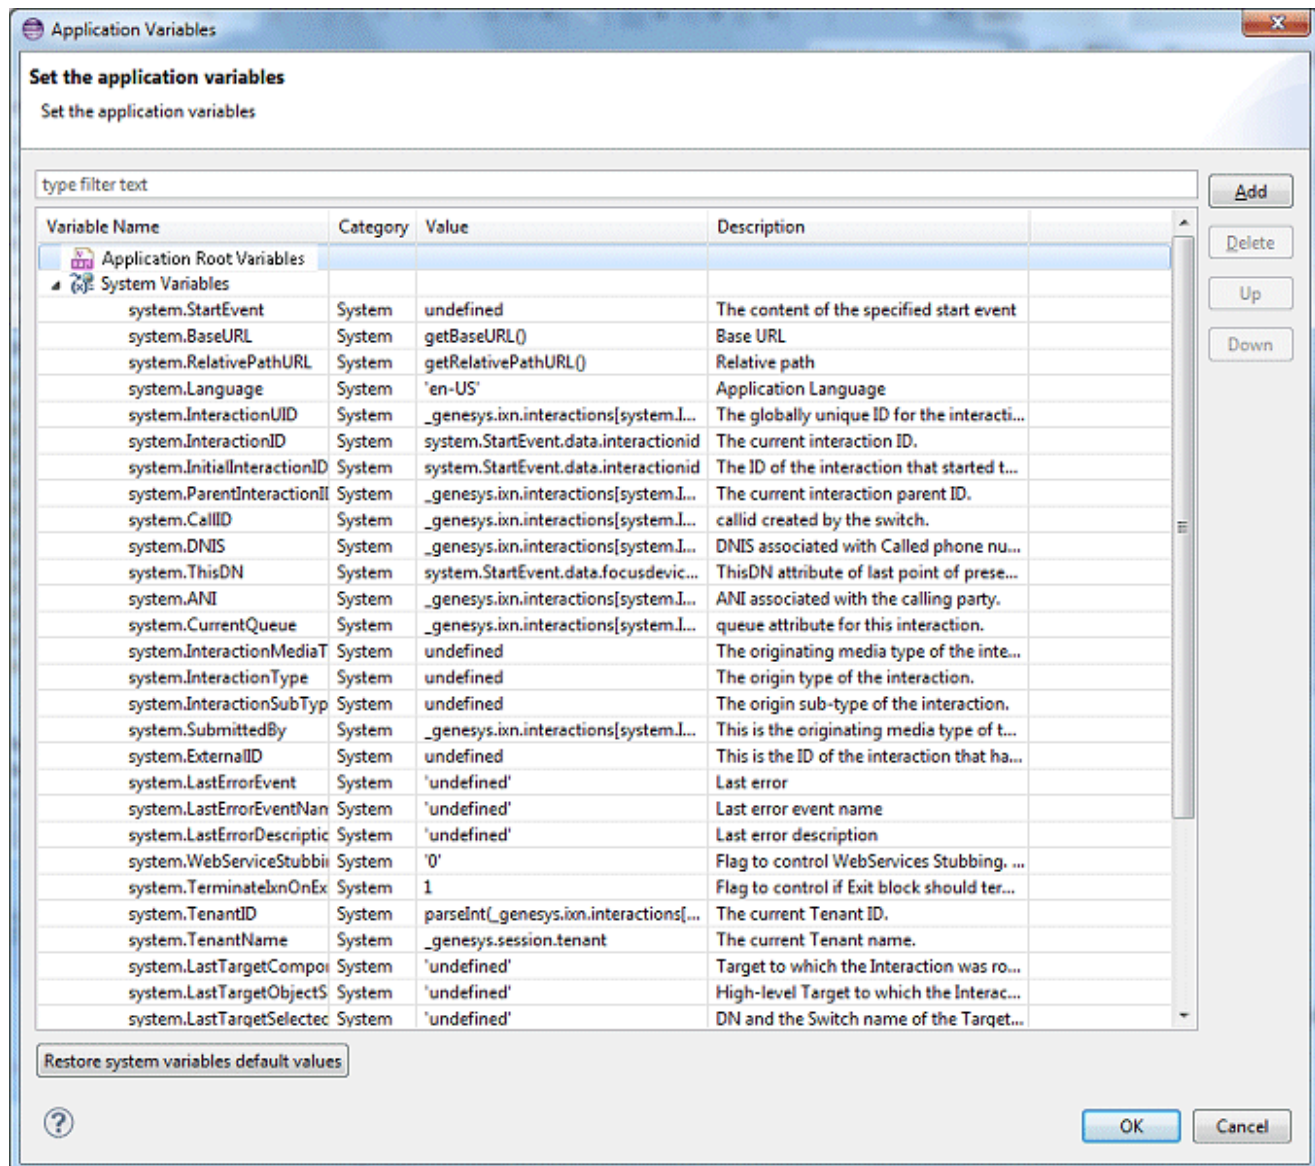 Application Variables
Set the application variables
Set the application variables
type filter text
Add
Variable Name Category Value Description
Delete
Application Root Variables
System Variables
Up
system.StartEvent System undefined The content of the specified start event
system.BaseURL System getBaseURL() Base URL
Down
system.RelativePathURL System getRelativePathURL() Relative path
system.Language System 'en-US' Application Language
system.InteractionUID System _genesys.ixn.interactions[system.I... The globally unique ID for the interacti...
system.InteractionID System system.StartEvent.data.interactionid The current interaction ID.
system.InitialInteractionID System system.StartEvent.data.interactionid The ID of the interaction that started t...
system.ParentInteractionI System _genesys.ixn.interactions[system.I... The current interaction parent ID.
system.CallID System _genesys.ixn.interactions[system.I... callid created by the switch.
system.DNIS System _genesys.ixn.interactions[system.I... DNIS associated with Called phone nu...
system.ThisDN System system.StartEvent.data.focusdevic... ThisDN attribute of last point of prese...
system.ANI System _genesys.ixn.interactions[system.I... ANI associated with the calling party.
system.CurrentQueue System _genesys.ixn.interactions[system.I... queue attribute for this interaction.
system.InteractionMediaT System undefined The originating media type of the inte...
system.InteractionType System undefined The origin type of the interaction.
system.InteractionSubTyp System undefined The origin sub-type of the interaction.
system.SubmittedBy System _genesys.ixn.interactions[system.I... This is the originating media type of t...
system.ExternalID System undefined This is the ID of the interaction that ha...
system.LastErrorEvent System 'undefined' Last error
system.LastErrorEventNan System 'undefined' Last error event name
system.LastErrorDescriptic System 'undefined' Last error description
system.WebServiceStubbii System '0' Flag to control WebServices Stubbing. ...
system.TerminateIxnOnEx System 1 Flag to control if Exit block should ter...
system.TenantID System parseInt(_genesys.ixn.interactions[... The current Tenant ID.
system.TenantName System _genesys.session.tenant The current Tenant name.
system.LastTargetCompoı System 'undefined' Target to which the Interaction was ro...
system.LastTargetObjectS System 'undefined' High-level Target to which the Interac...
system.LastTargetSelectec System 'undefined' DN and the Switch name of the Target...
Restore system variables default values
?
OK Cancel